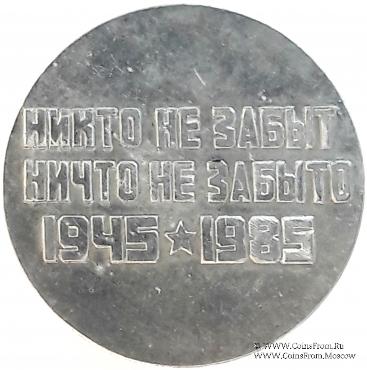 НИКТО НЕ ЗАБЫТ
НИЧТО НЕ ЗАБЫТО
1945 ☆ 1985
© www.CoinsFrom.Ru
© www.CoinsFrom.Moscow